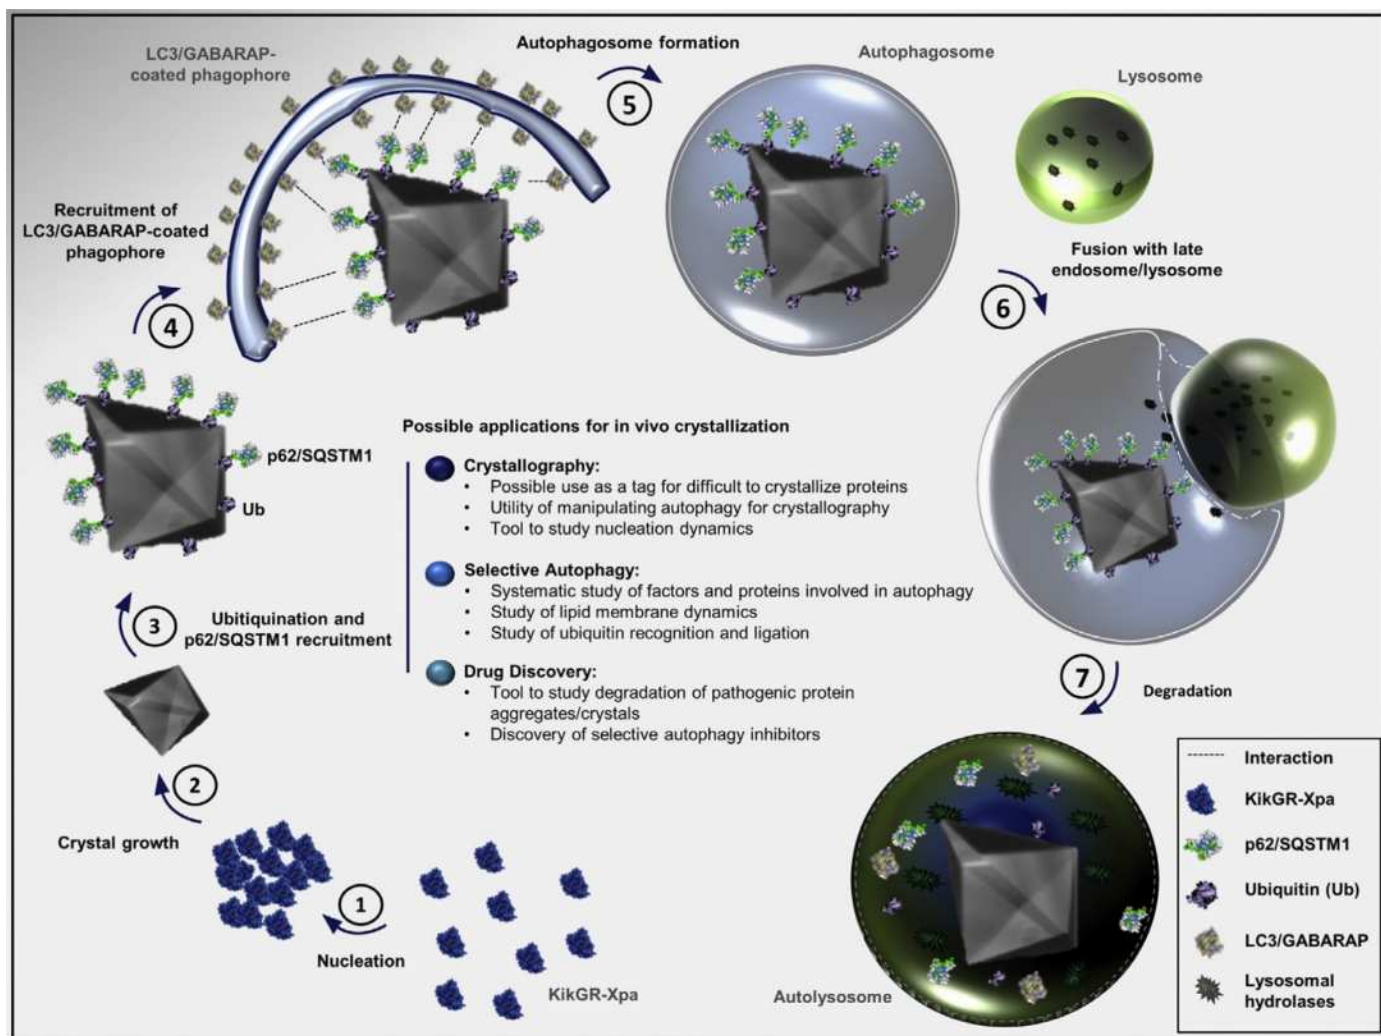 LC3/GABARAP-
coated phagophore
Autophagosome formation
5
Autophagosome
Lysosome
Recruitment of
LC3/GABARAP-coated
phagophore
4
Fusion with late
endosome/lysosome
6
p62/SQSTM1
Ub
3
Ubitiquination and
p62/SQSTM1 recruitment
2
Crystal growth
1
Nucleation
KikGR-Xpa
Possible applications for in vivo crystallization
Crystallography:
• Possible use as a tag for difficult to crystallize proteins
• Utility of manipulating autophagy for crystallography
• Tool to study nucleation dynamics
Selective Autophagy:
• Systematic study of factors and proteins involved in autophagy
• Study of lipid membrane dynamics
• Study of ubiquitin recognition and ligation
Drug Discovery:
• Tool to study degradation of pathogenic protein
aggregates/crystals
• Discovery of selective autophagy inhibitors
7
Degradation
Autolysosome
Interaction
KikGR-Xpa
p62/SQSTM1
Ubiquitin (Ub)
LC3/GABARAP
Lysosomal
hydrolases